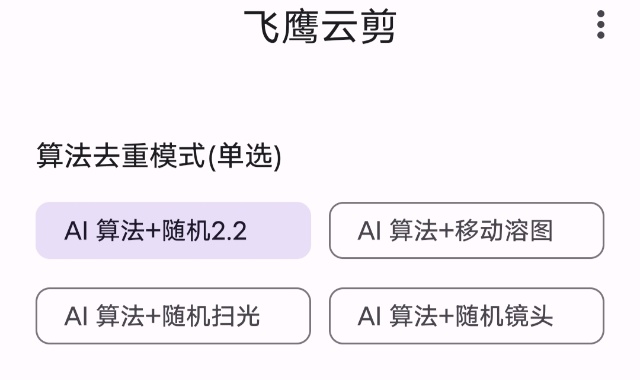 飞鹰云剪
算法去重模式(单选)
AI 算法+随机2.2
AI 算法+移动溶图
AI 算法+随机扫光
AI 算法+随机镜头